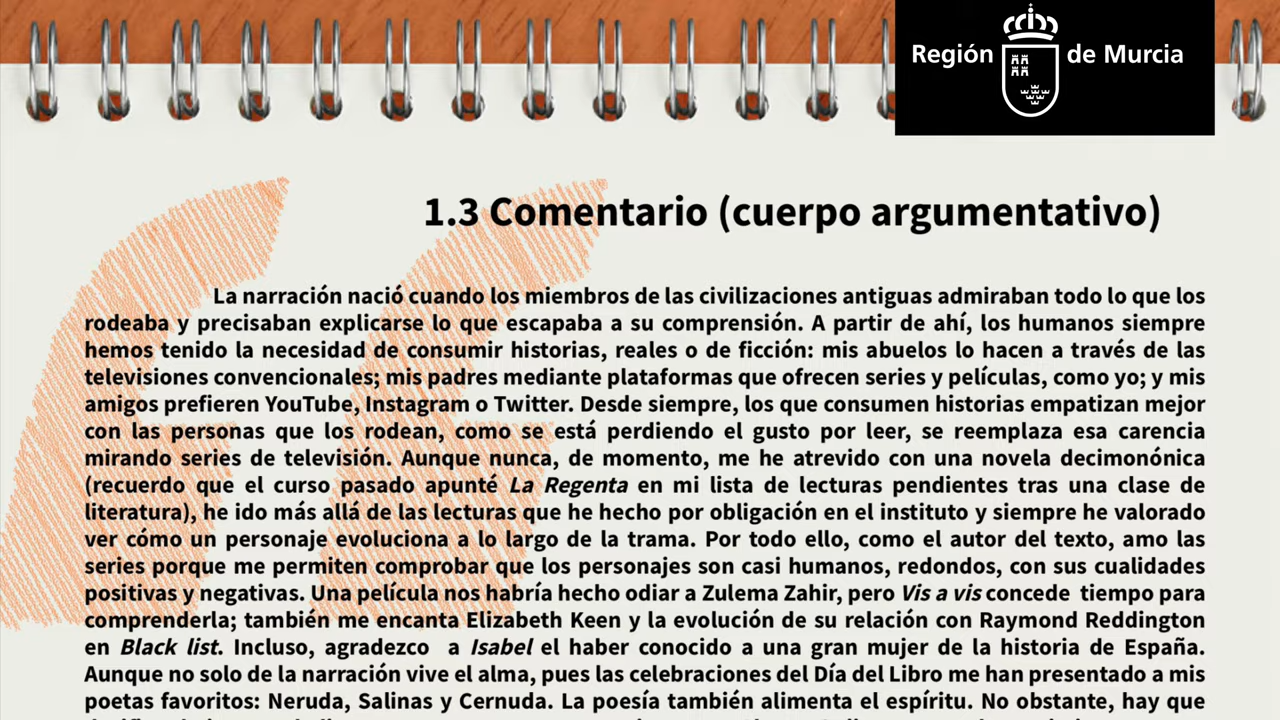 Región de Murcia
1.3 Comentario (cuerpo argumentativo)
La narración nació cuando los miembros de las civilizaciones antiguas admiraban todo lo que los
rodeaba y precisaban explicarse lo que escapaba a su comprensión. A partir de ahí, los humanos siempre
hemos tenido la necesidad de consumir historias, reales o de ficción: mis abuelos lo hacen a través de las
televisiones convencionales; mis padres mediante plataformas que ofrecen series y películas, como yo; y mis
amigos prefieren YouTube, Instagram o Twitter. Desde siempre, los que consumen historias empatizan mejor
con las personas que los rodean, como se está perdiendo el gusto por leer, se reemplaza esa carencia
mirando series de televisión. Aunque nunca, de momento, me he atrevido con una novela decimonónica
(recuerdo que el curso pasado apunté La Regenta en mi lista de lecturas pendientes tras una clase de
literatura), he ido más allá de las lecturas que he hecho por obligación en el instituto y siempre he valorado
ver cómo un personaje evoluciona a lo largo de la trama. Por todo ello, como el autor del texto, amo las
series porque me permiten comprobar que los personajes son casi humanos, redondos, con sus cualidades
positivas y negativas. Una película nos habría hecho odiar a Zulema Zahir, pero Vis a vis concede tiempo para
comprenderla; también me encanta Elizabeth Keen y la evolución de su relación con Raymond Reddington
en Black list. Incluso, agradezco a Isabel el haber conocido a una gran mujer de la historia de España.
Aunque no solo de la narración vive el alma, pues las celebraciones del Día del Libro me han presentado a mis
poetas favoritos: Neruda, Salinas y Cernuda. La poesía también alimenta el espíritu. No obstante, hay que